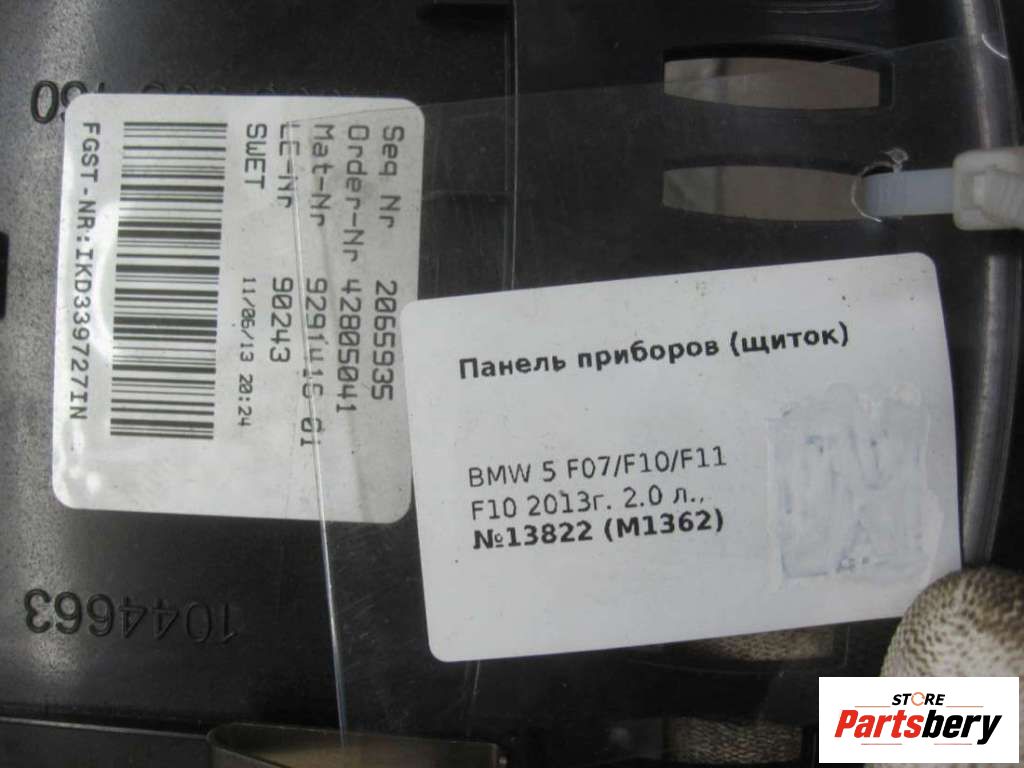 Seq Nr 2065935
Order-Nr 42805041
Mat-Nr 9291416
LE-Nr 90243
SWET 11/06/13 20:24
FGST-NR:IKD339727IN
Панель приборов (щиток)
BMW 5 F07/F10/F11
F10 2013г. 2.0 л.,
№13822 (M1362)
1044663
STORE
Partsbery